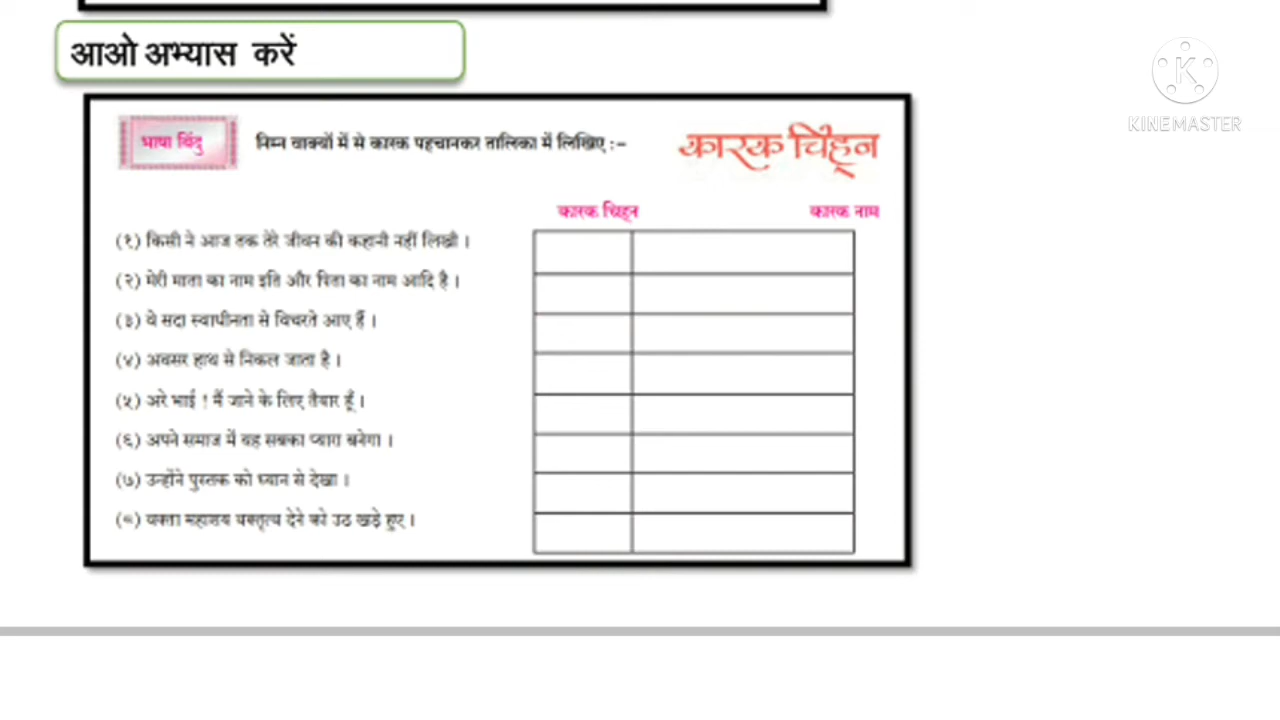 आओ अभ्यास करें
KINEMASTER
भाषा बिंदु
निम्न वाक्यों में से कारक पहचानकर तालिका में लिखिए :-
कारक चिह्न
कारक चिह्न कारक नाम
(१) किसी ने आज तक तेरे जीवन की कहानी नहीं लिखी ।
(२) मेरी माता का नाम इति और पिता का नाम आदि है ।
(३) वे सदा स्वाधीनता से विचरते आए हैं ।
(४) अवसर हाथ से निकल जाता है ।
(५) अरे भाई ! मैं जाने के लिए तैयार हूँ ।
(६) अपने समाज में यह सबका प्यारा बनेगा ।
(७) उन्होंने पुस्तक को ध्यान से देखा ।
(८) वक्ता महाशय वक्तृत्व देने को उठ खड़े हुए ।